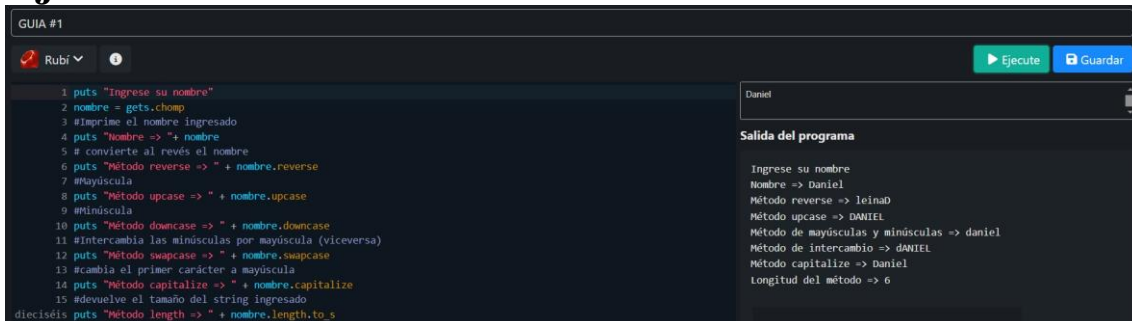 GUIA #1
Rubí
Ejecute
Guardar
1 puts "Ingrese su nombre"
2 nombre = gets.chomp
3 #Imprime el nombre ingresado
4 puts "Nombre => "+ nombre
5 # convierte al revés el nombre
6 puts "Método reverse => " + nombre.reverse
7 #Mayúscula
8 puts "Método upcase => " + nombre.upcase
9 #Minúscula
10 puts "Método downcase => " + nombre.downcase
11 #Intercambia las minúsculas por mayúscula (viceversa)
12 puts "Método swapcase => " + nombre.swapcase
13 #cambia el primer carácter a mayúscula
14 puts "Método capitalize => " + nombre.capitalize
15 #devuelve el tamaño del string ingresado
dieciséis puts "Método length => " + nombre.length.to_s
Daniel
Salida del programa
Ingrese su nombre
Nombre => Daniel
Método reverse => leinaD
Método upcase => DANIEL
Método de mayúsculas y minúsculas => daniel
Método de intercambio => dANIEL
Método capitalize => Daniel
Longitud del método => 6